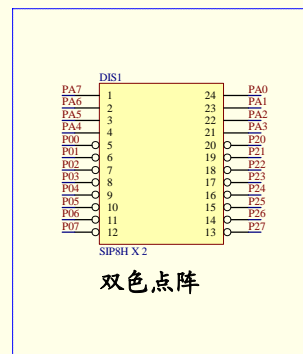 DIS1
PA7 1 24 PA0
PA6 2 23 PA1
PA5 3 22 PA2
PA4 4 21 PA3
P00 5 20 P20
P01 6 19 P21
P02 7 18 P22
P03 8 17 P23
P04 9 16 P24
P05 10 15 P25
P06 11 14 P26
P07 12 13 P27
SIP8H X 2
双色点阵